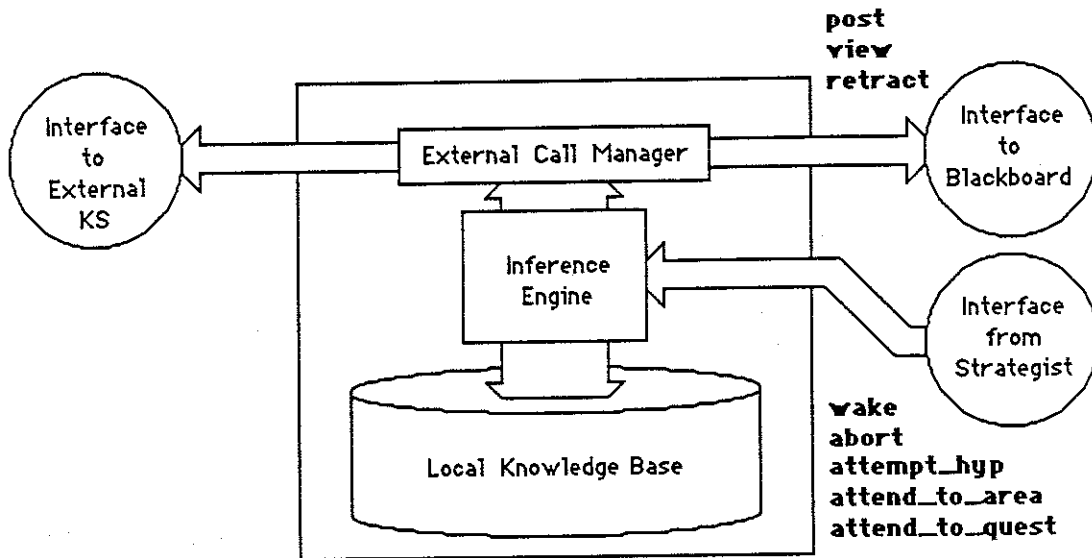 post
view
retract
Interface
to
External
KS
External Call Manager
Interface
to
Blackboard
Inference
Engine
Interface
from
Strategist
Local Knowledge Base
wake
abort
attempt_hyp
attend_to_area
attend_to_quest